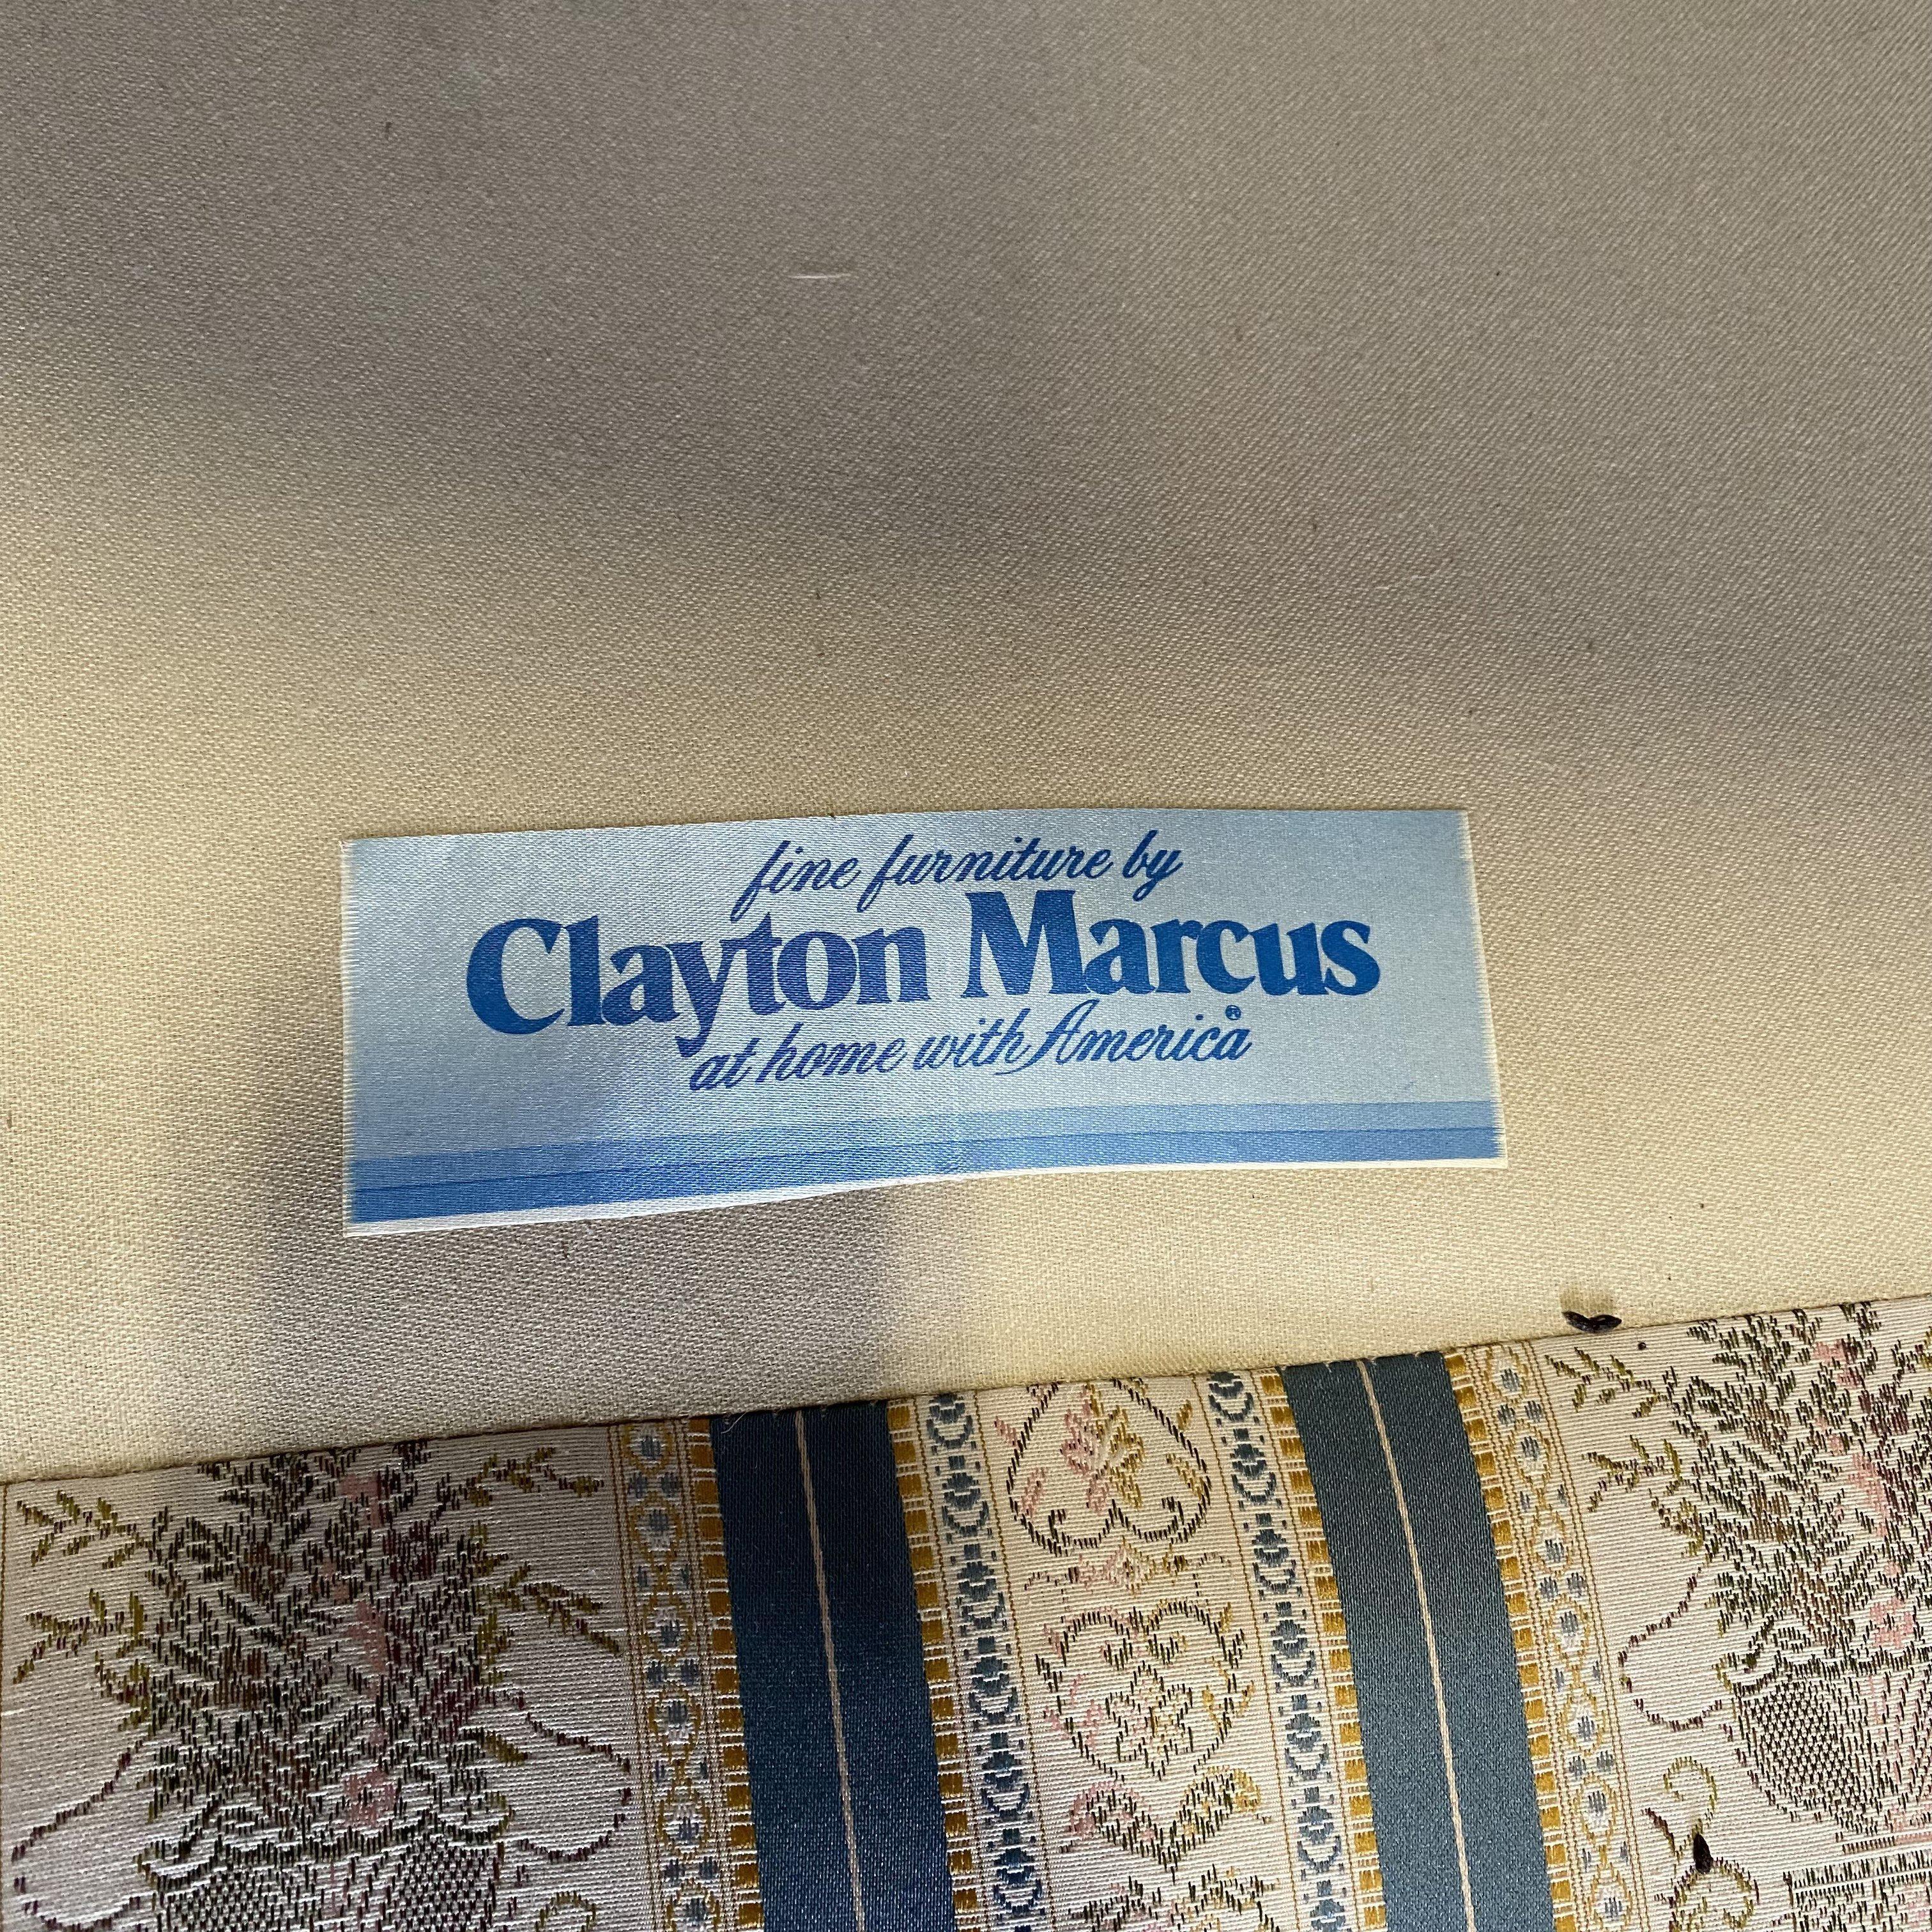 fine furniture by
Clayton Marcus
at home with America®